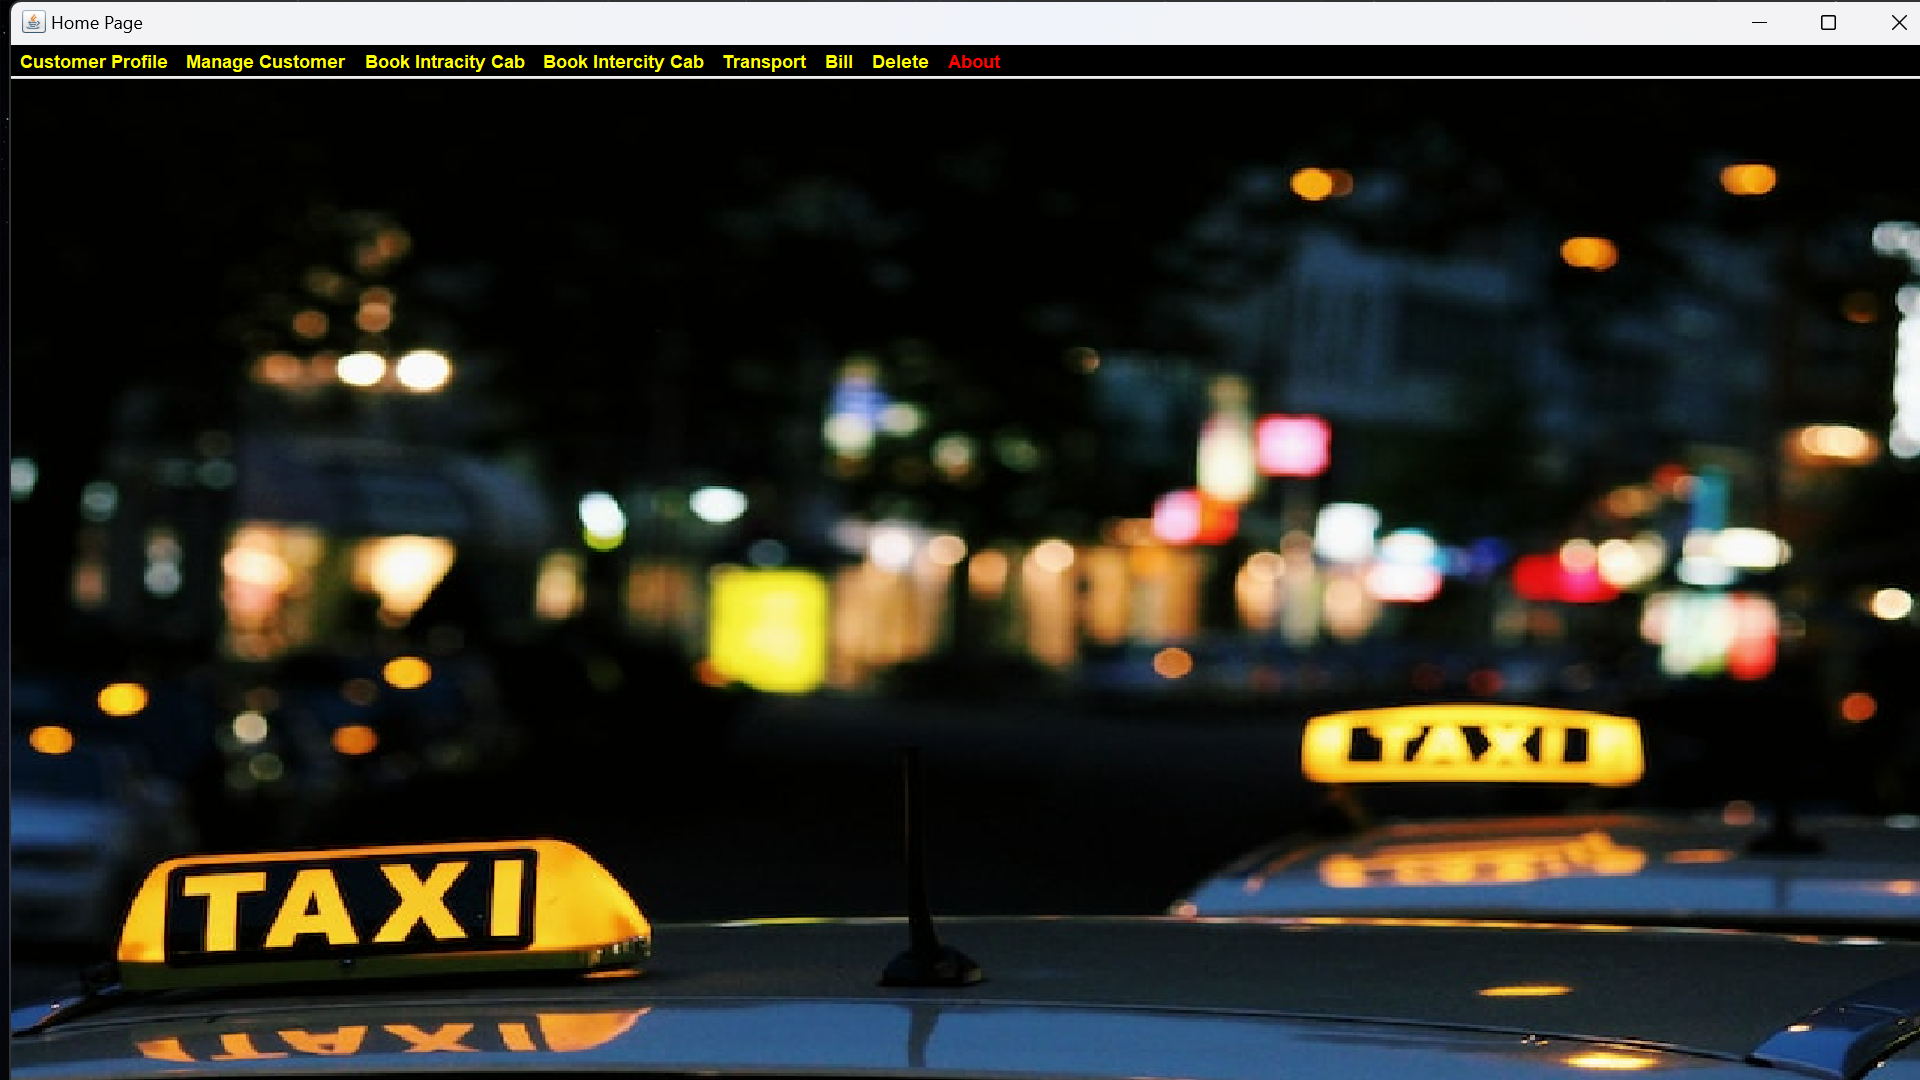 Home Page
Customer Profile Manage Customer Book Intracity Cab Book Intercity Cab Transport Bill Delete About
TAXI
TAXI